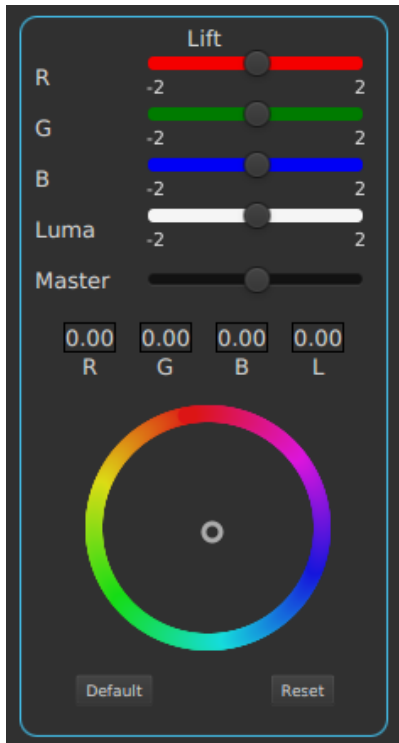 Lift
R
-2 2
G
-2 2
B
-2 2
Luma
-2 2
Master
0.00 0.00 0.00 0.00
R G B L
Default Reset